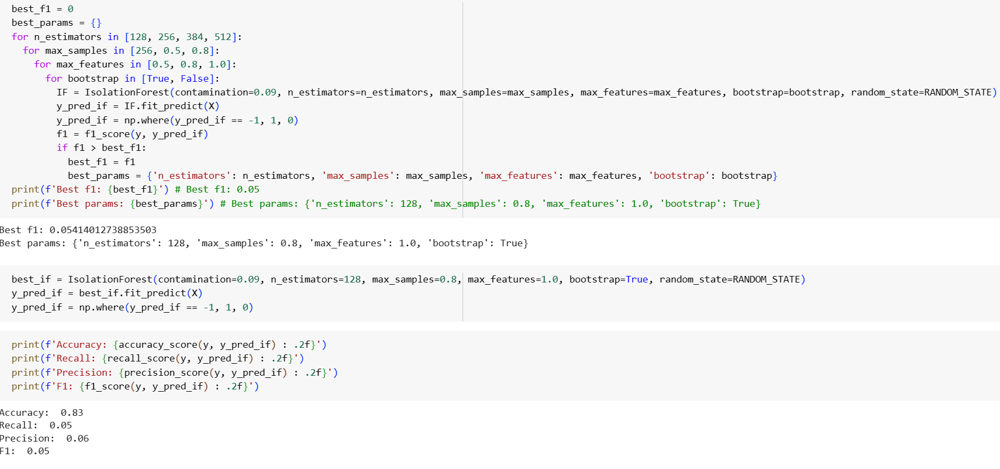 best_f1 = 0
best_params = {}
for n_estimators in [128, 256, 384, 512]:
  for max_samples in [256, 0.5, 0.8]:
    for max_features in [0.5, 0.8, 1.0]:
      for bootstrap in [True, False]:
        IF = IsolationForest(contamination=0.09, n_estimators=n_estimators, max_samples=max_samples, max_features=max_features, bootstrap=bootstrap, random_state=RANDOM_STATE)
        y_pred_if = IF.fit_predict(X)
        y_pred_if = np.where(y_pred_if == -1, 1, 0)
        f1 = f1_score(y, y_pred_if)
        if f1 > best_f1:
          best_f1 = f1
          best_params = {'n_estimators': n_estimators, 'max_samples': max_samples, 'max_features': max_features, 'bootstrap': bootstrap}
print(f'Best f1: {best_f1}') # Best f1: 0.05
print(f'Best params: {best_params}') # Best params: {'n_estimators': 128, 'max_samples': 0.8, 'max_features': 1.0, 'bootstrap': True}
Best f1: 0.05414012738853503
Best params: {'n_estimators': 128, 'max_samples': 0.8, 'max_features': 1.0, 'bootstrap': True}
best_if = IsolationForest(contamination=0.09, n_estimators=128, max_samples=0.8, max_features=1.0, bootstrap=True, random_state=RANDOM_STATE)
y_pred_if = best_if.fit_predict(X)
y_pred_if = np.where(y_pred_if == -1, 1, 0)
print(f'Accuracy: {accuracy_score(y, y_pred_if) : .2f}')
print(f'Recall: {recall_score(y, y_pred_if) : .2f}')
print(f'Precision: {precision_score(y, y_pred_if) : .2f}')
print(f'F1: {f1_score(y, y_pred_if) : .2f}')
Accuracy:  0.83
Recall:  0.05
Precision:  0.06
F1:  0.05